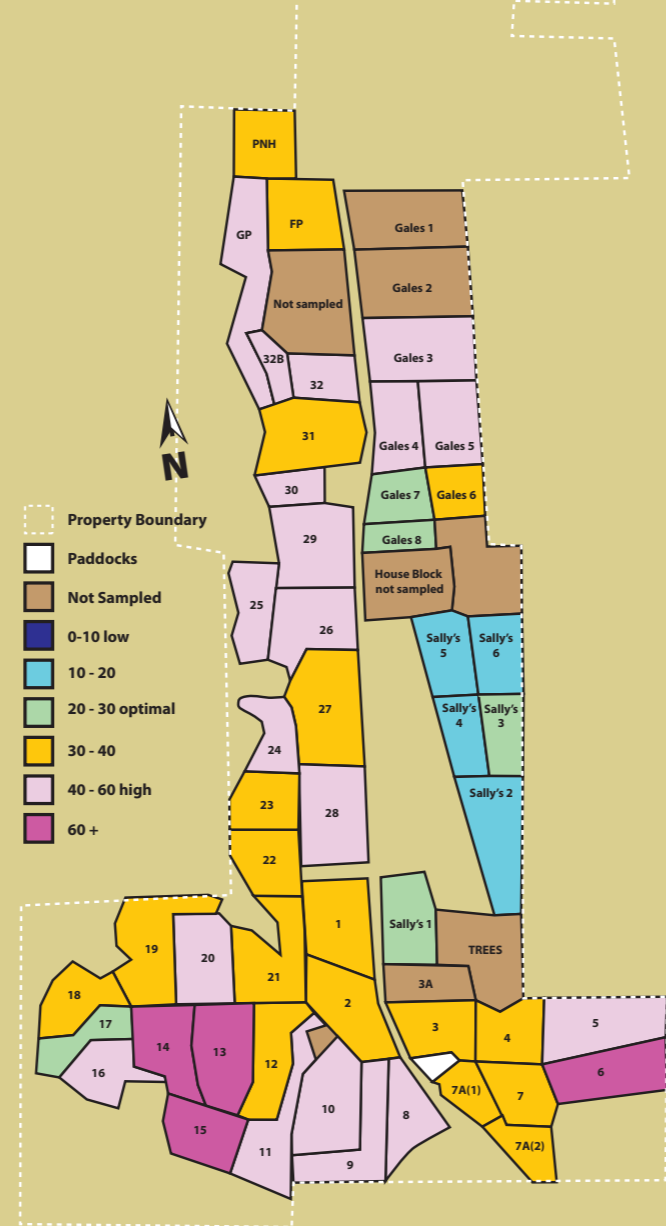 PNH
GP
FP
Gales 1
Gales 2
Not sampled
Gales 3
32B
32
31
Gales 4
Gales 5
30
Gales 7
Gales 6
29
Gales 8
House Block
not sampled
25
26
Sally's
5
Sally's
6
27
Sally's
4
Sally's
3
24
Sally's 2
23
28
22
N
Property Boundary
Paddocks
Not Sampled
0-10 low
10 - 20
20 - 30 optimal
30 - 40
40 - 60 high
60 +
1
Sally's 1
19
20
TREES
21
3A
18
2
17
3
4
5
14
13
12
16
7A(1)
7
6
10
8
15
11
9
7A(2)